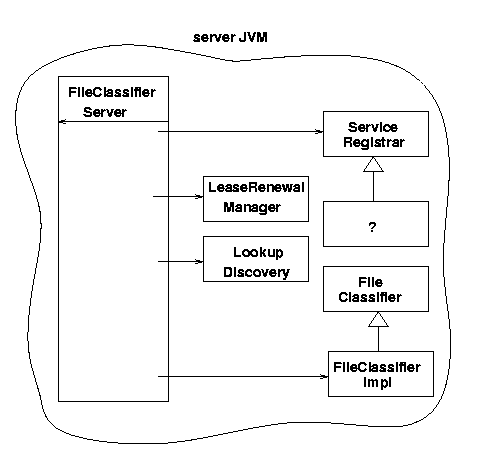 server JVM
FileClassifier
Server
Service
Registrar
LeaseRenewal
Manager
?
Lookup
Discovery
File
Classifier
FileClassifier
Impl